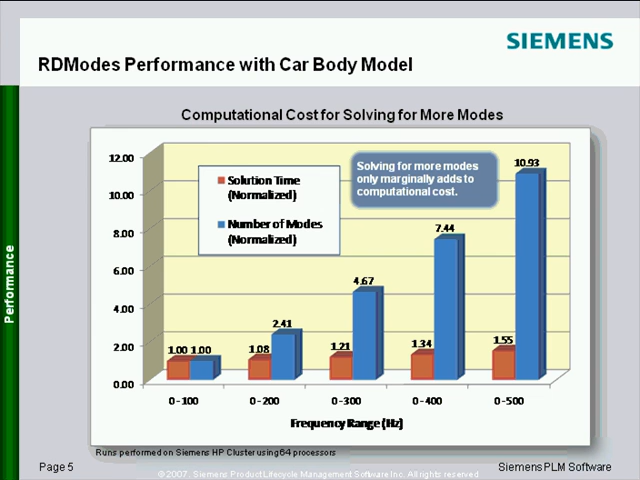 SIEMENS
RDModes Performance with Car Body Model
Computational Cost for Solving for More Modes
12.00
10.00
8.00
6.00
4.00
2.00
0.00
Solution Time
(Normalized)
Number of Modes
(Normalized)
Solving for more modes
only marginally adds to
computational cost.
1.00 1.00
1.08 2.41
1.21 4.67
1.34 7.44
1.55 10.93
0 - 100 0 - 200 0 - 300 0 - 400 0 - 500
Frequency Range (Hz)
Performance
Runs performed on Siemens HP Cluster using 64 processors
Page 5
© 2007. Siemens Product Lifecycle Management Software Inc. All rights reserved
Siemens PLM Software